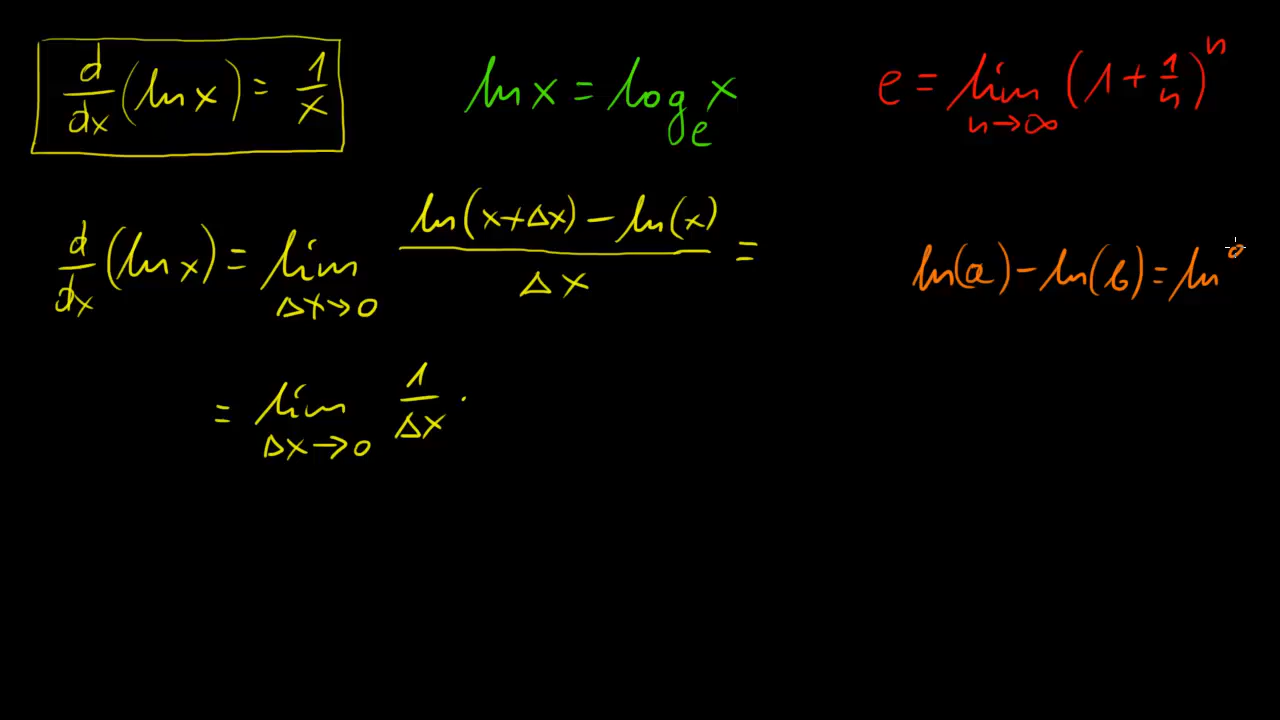 d/dx (ln x) = 1/x
ln x = log_e x
e = lim_{n→∞} (1 + 1/n)^n
d/dx (ln x) = lim_{Δx→0} (ln(x+Δx) − ln(x))/Δx =
ln(a) − ln(b) = ln
= lim_{Δx→0} 1/Δx ·